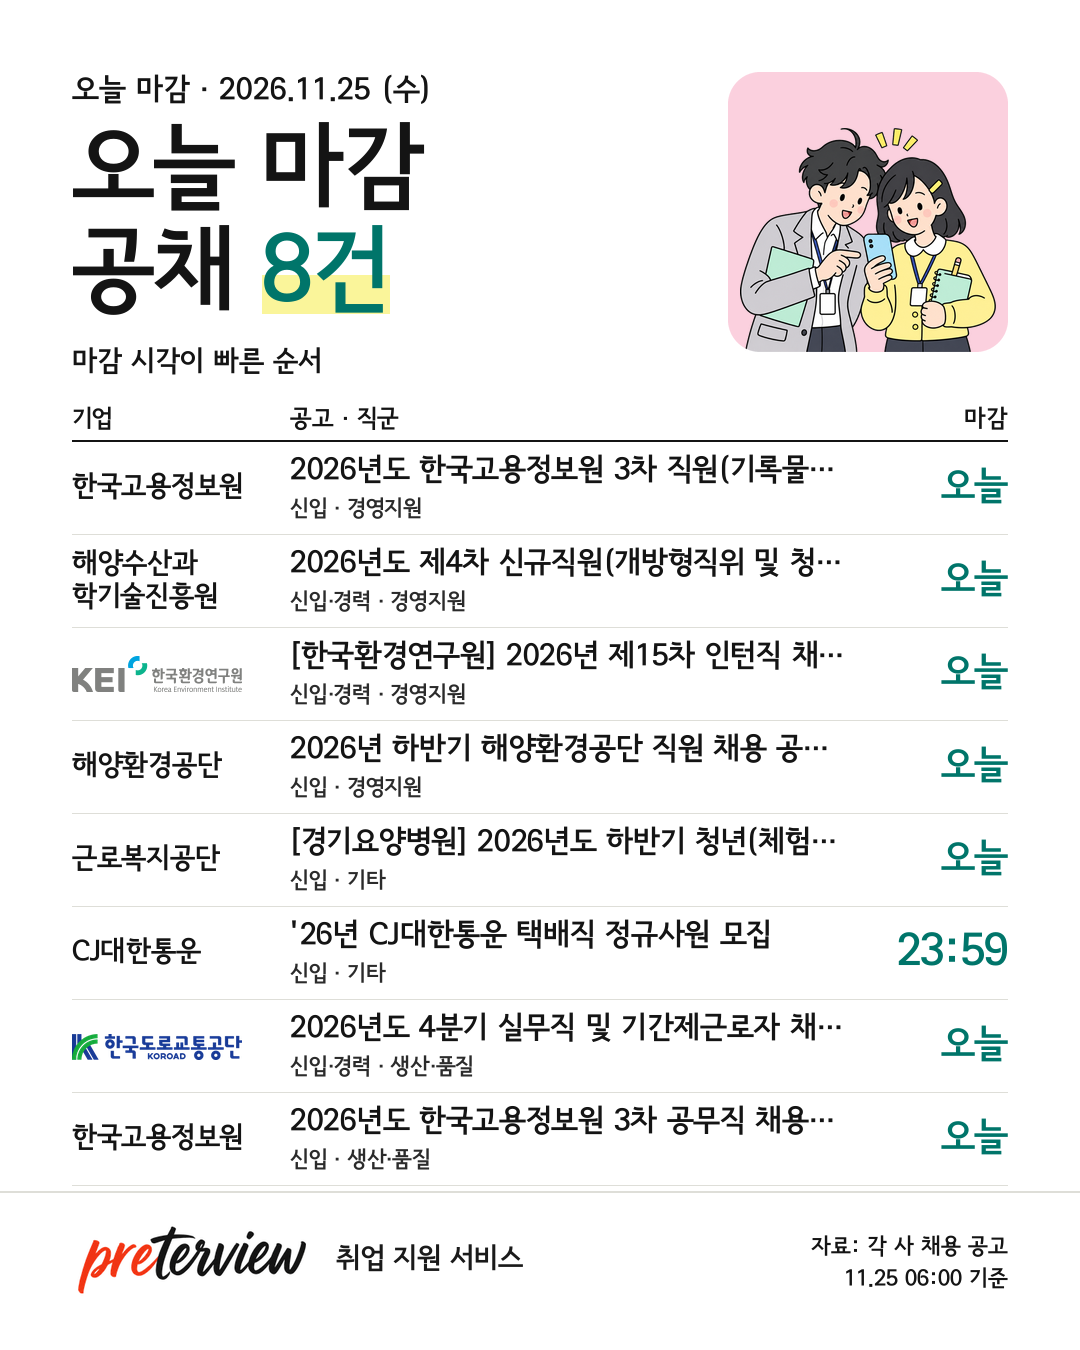 오늘 마감 · 2026.11.25 (수)
오늘 마감
공채 8건
마감 시각이 빠른 순서
기업 공고 · 직군 마감
한국고용정보원 2026년도 한국고용정보원 3차 직원(기록물··· 오늘
신입 · 경영지원
해양수산과
학기술진흥원
2026년도 제4차 신규직원(개방형직위 및 청··· 오늘
신입·경력 · 경영지원
KEI 한국환경연구원
Korea Environment Institute
[한국환경연구원] 2026년 제15차 인턴직 채··· 오늘
신입·경력 · 경영지원
해양환경공단 2026년 하반기 해양환경공단 직원 채용 공··· 오늘
신입 · 경영지원
근로복지공단 [경기요양병원] 2026년도 하반기 청년(체험··· 오늘
신입 · 기타
CJ대한통운 '26년 CJ대한통운 택배직 정규사원 모집 23:59
신입 · 기타
한국도로교통공단
KOROAD
2026년도 4분기 실무직 및 기간제근로자 채··· 오늘
신입·경력 · 생산·품질
한국고용정보원 2026년도 한국고용정보원 3차 공무직 채용··· 오늘
신입 · 생산·품질
preterview 취업 지원 서비스
자료: 각 사 채용 공고
11.25 06:00 기준